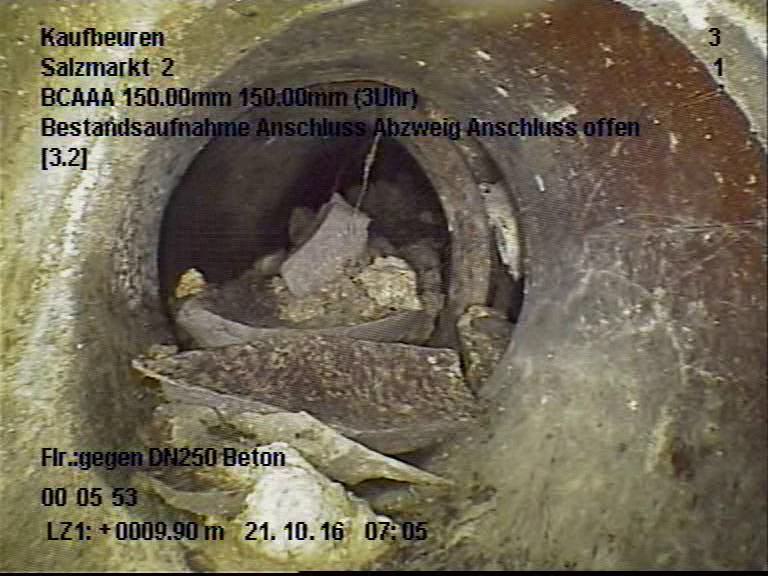 Kaufbeuren 3
Salzmarkt 2 1
BCAAA 150.00mm 150.00mm (3Uhr)
Bestandsaufnahme Anschluss Abzweig Anschluss offen
[3.2]
Flr.:gegen DN250 Beton
00 05 53
LZ1: +0009.90 m 21. 10. 16 07: 05